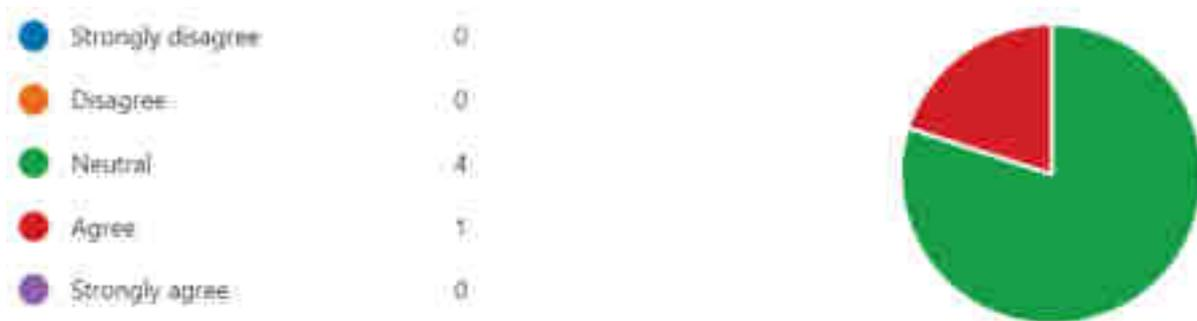 Strongly disagree 0
Disagree 0
Neutral 4
Agree 1
Strongly agree 0